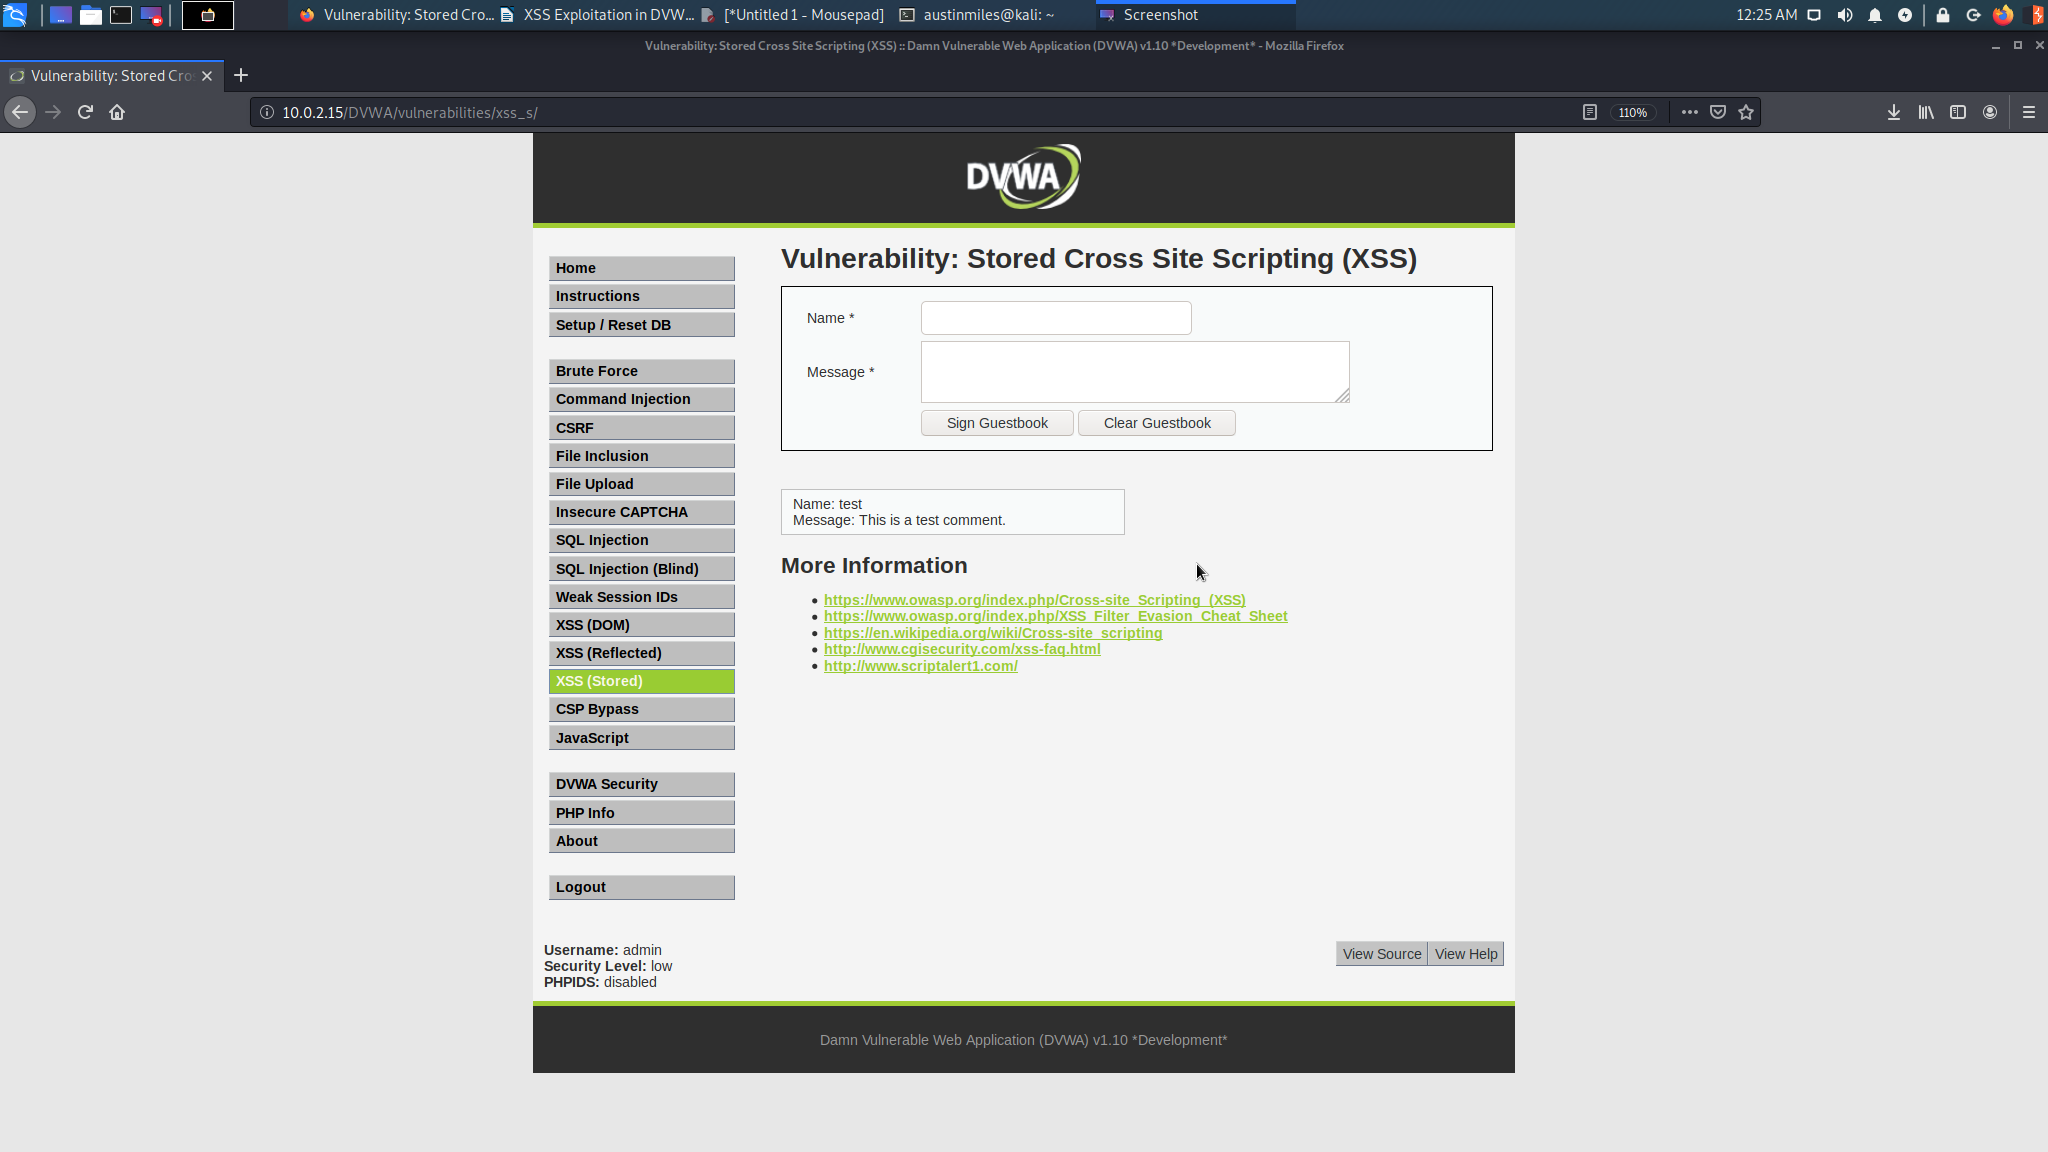 Vulnerability: Stored Cro... XSS Exploitation in DVW... [*Untitled 1 - Mousepad] austinmiles@kali: ~ Screenshot 12:25 AM
Vulnerability: Stored Cross Site Scripting (XSS) :: Damn Vulnerable Web Application (DVWA) v1.10 *Development* - Mozilla Firefox
Vulnerability: Stored Cro
10.0.2.15/DVWA/vulnerabilities/xss_s/ 110%
DVWA
Home
Instructions
Setup / Reset DB
Brute Force
Command Injection
CSRF
File Inclusion
File Upload
Insecure CAPTCHA
SQL Injection
SQL Injection (Blind)
Weak Session IDs
XSS (DOM)
XSS (Reflected)
XSS (Stored)
CSP Bypass
JavaScript
DVWA Security
PHP Info
About
Logout
Vulnerability: Stored Cross Site Scripting (XSS)
Name *
Message *
Sign Guestbook Clear Guestbook
Name: test
Message: This is a test comment.
More Information
https://www.owasp.org/index.php/Cross-site_Scripting_(XSS)
https://www.owasp.org/index.php/XSS_Filter_Evasion_Cheat_Sheet
https://en.wikipedia.org/wiki/Cross-site_scripting
http://www.cgisecurity.com/xss-faq.html
http://www.scriptalert1.com/
Username: admin
Security Level: low
PHPIDS: disabled
View Source View Help
Damn Vulnerable Web Application (DVWA) v1.10 *Development*